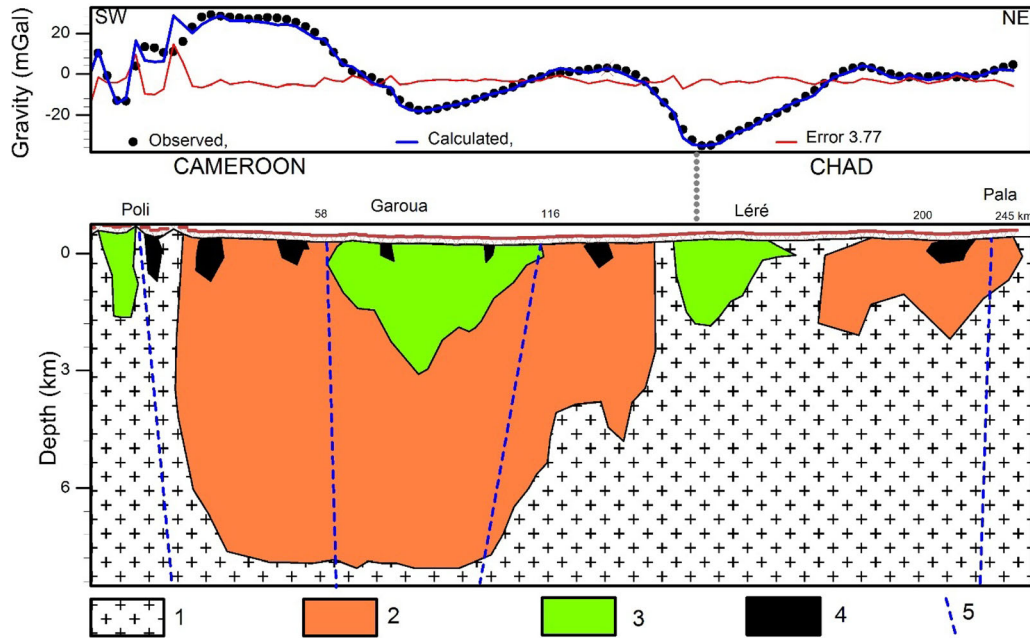 SW NE
Gravity (mGal)
20
0
-20
Observed, Calculated, Error 3.77
CAMEROON CHAD
Poli 58 Garoua 116 Léré 200 Pala
245 km
Depth (km)
0
3
6
1 2 3 4 5